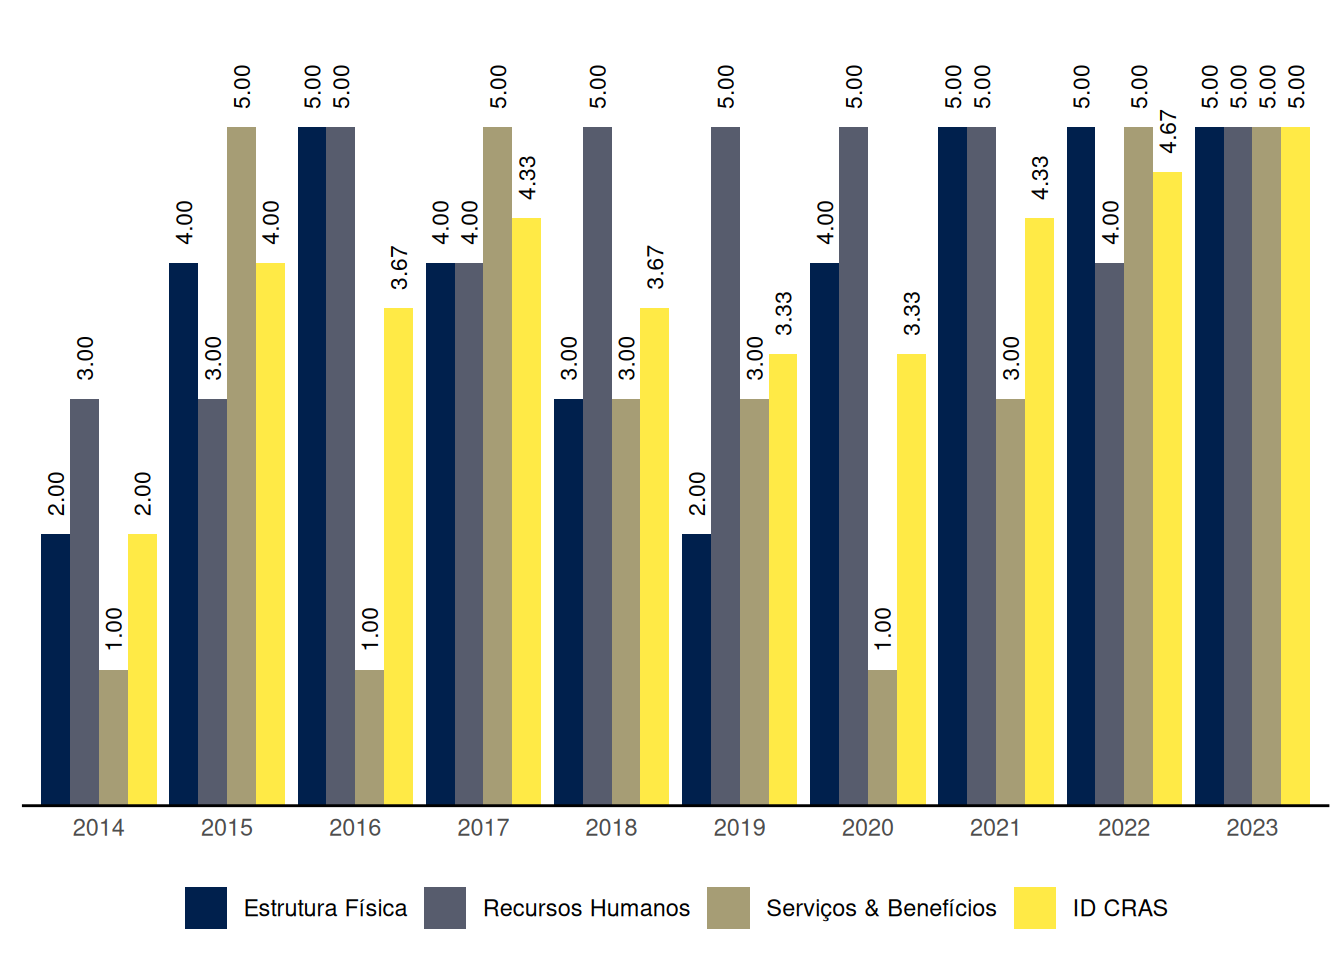 2.00 3.00 1.00 2.00
4.00 3.00 5.00 4.00
5.00 5.00 1.00 3.67
4.00 4.00 5.00 4.33
3.00 5.00 3.00 3.67
2.00 5.00 3.00 3.33
4.00 5.00 1.00 3.33
5.00 5.00 3.00 4.33
5.00 4.00 5.00 4.67
5.00 5.00 5.00 5.00
2014 2015 2016 2017 2018 2019 2020 2021 2022 2023
Estrutura Física Recursos Humanos Serviços & Benefícios ID CRAS